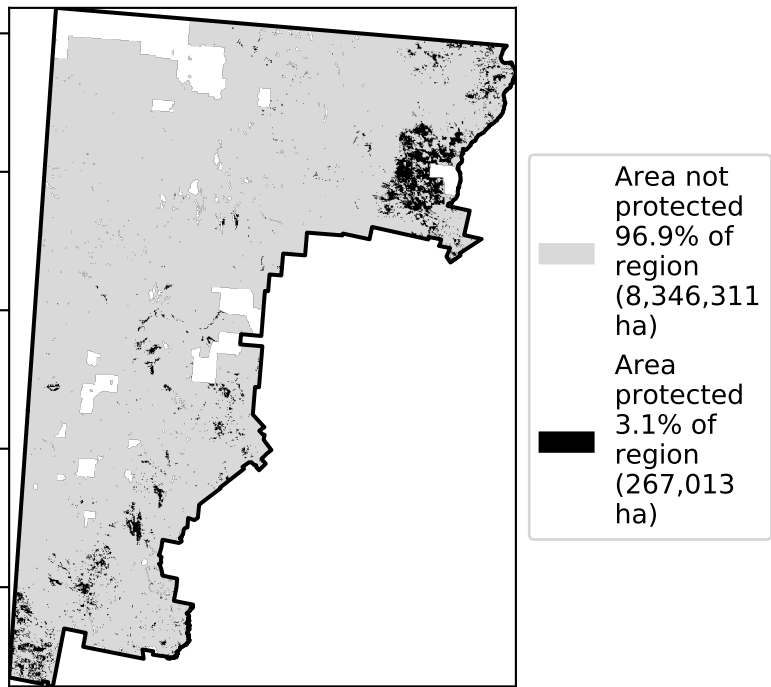 Area not
protected
96.9% of
region
(8,346,311
ha)
Area
protected
3.1% of
region
(267,013
ha)